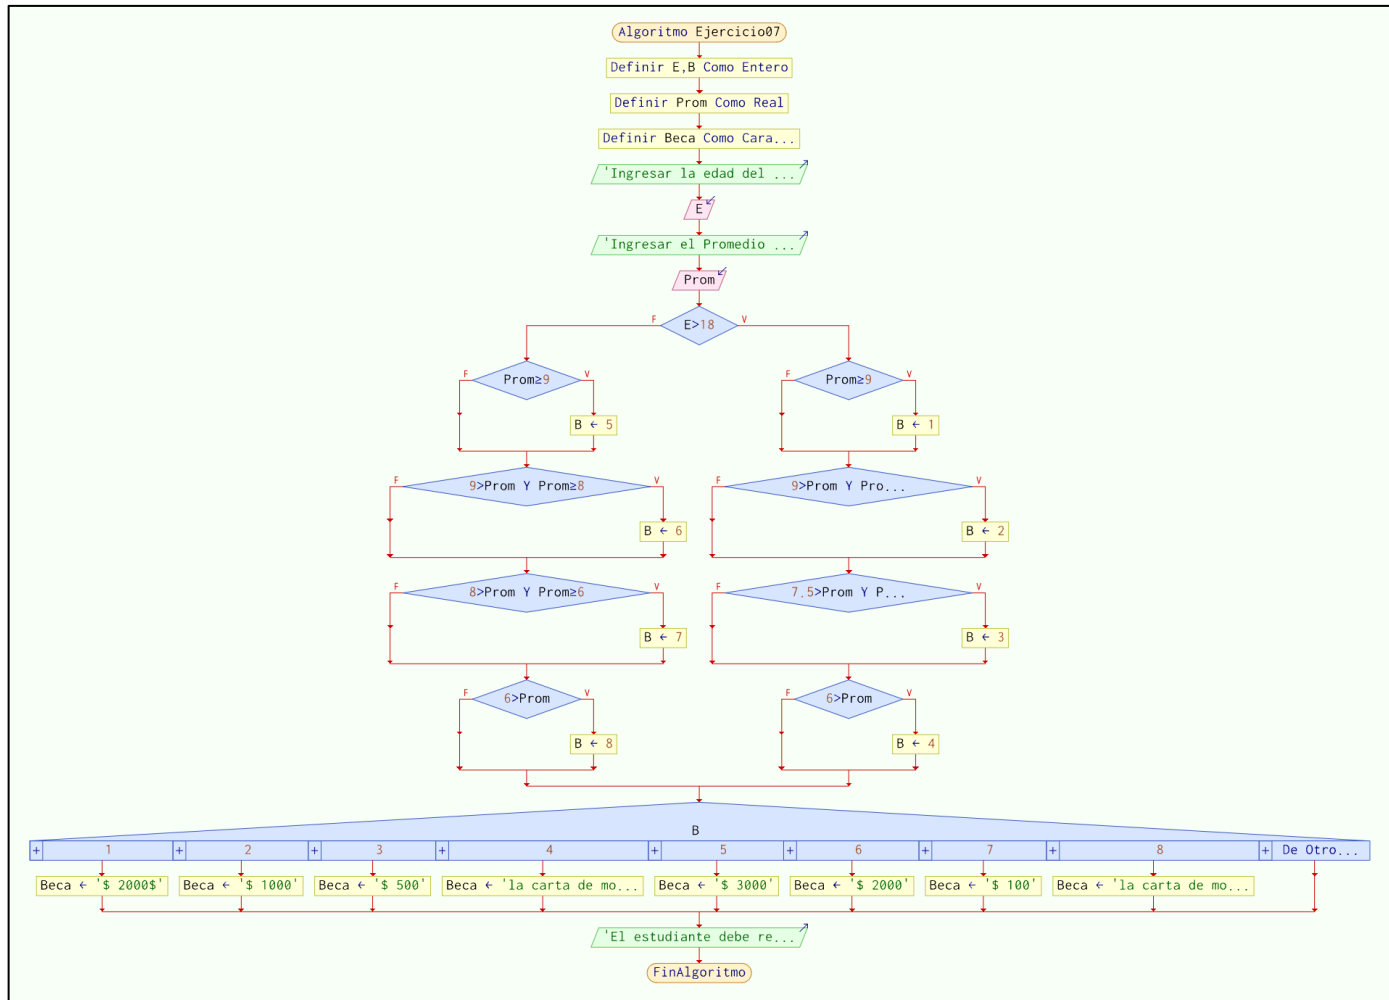 Algoritmo Ejercicio07
Definir E,B Como Entero
Definir Prom Como Real
Definir Beca Como Cara...
'Ingresar la edad del ...
E
'Ingresar el Promedio ...
Prom
F E>18 V
F Prom≥9 V
F Prom≥9 V
B ← 5
B ← 1
F 9>Prom Y Prom≥8 V
F 9>Prom Y Pro... V
B ← 6
B ← 2
F 8>Prom Y Prom≥6 V
F 7.5>Prom Y P... V
B ← 7
B ← 3
F 6>Prom V
F 6>Prom V
B ← 8
B ← 4
B
+ 1 + 2 + 3 + 4 + 5 + 6 + 7 + 8 + De Otro...
Beca ← '$ 2000$'
Beca ← '$ 1000'
Beca ← '$ 500'
Beca ← 'la carta de mo...
Beca ← '$ 3000'
Beca ← '$ 2000'
Beca ← '$ 100'
Beca ← 'la carta de mo...
'El estudiante debe re...
FinAlgoritmo